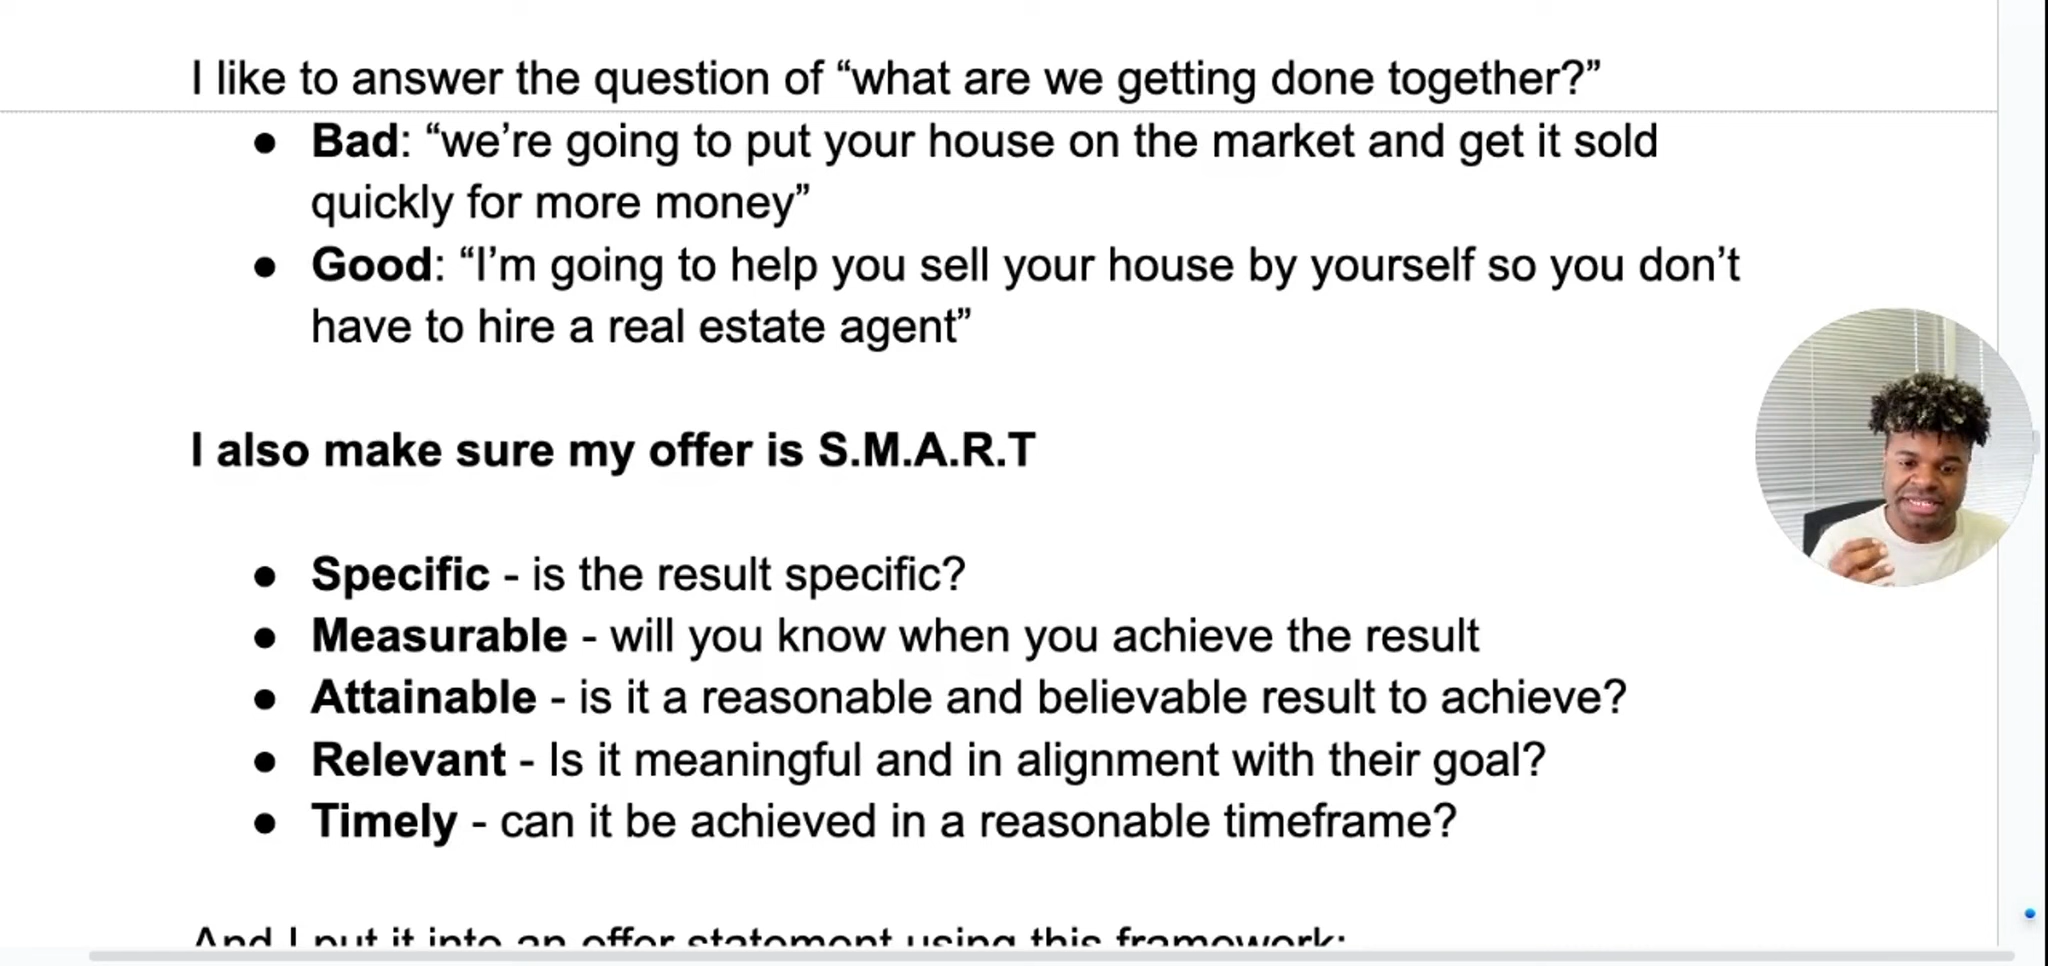 I like to answer the question of “what are we getting done together?”
● Bad: “we’re going to put your house on the market and get it sold
quickly for more money”
● Good: “I’m going to help you sell your house by yourself so you don’t
have to hire a real estate agent”
I also make sure my offer is S.M.A.R.T
● Specific - is the result specific?
● Measurable - will you know when you achieve the result
● Attainable - is it a reasonable and believable result to achieve?
● Relevant - Is it meaningful and in alignment with their goal?
● Timely - can it be achieved in a reasonable timeframe?
And I put it into an offer statement using this framework: